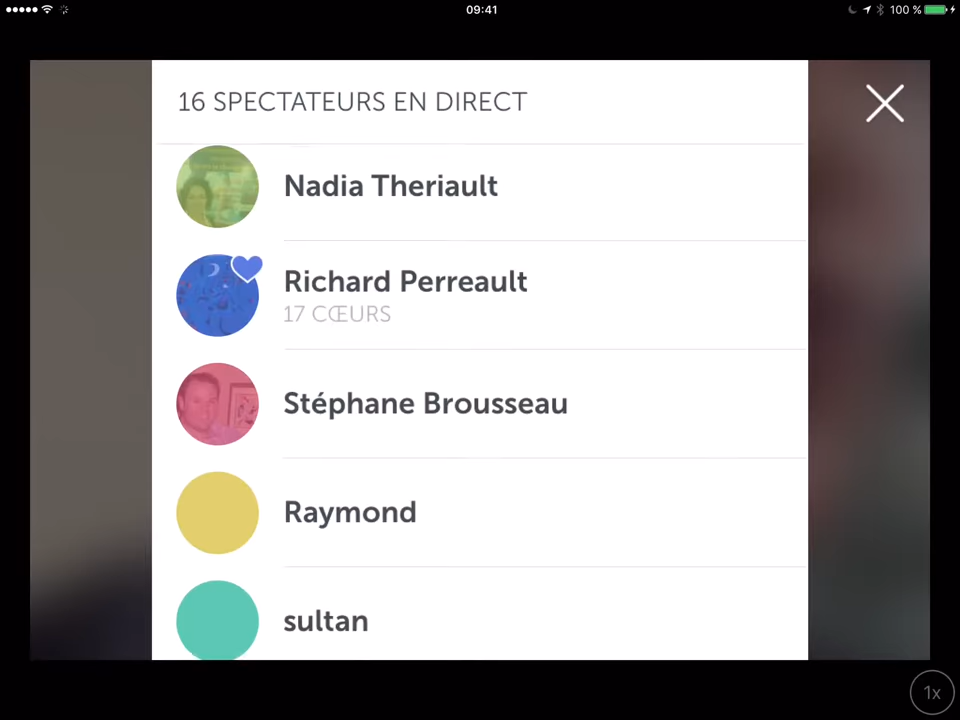 09:41
100 %
16 SPECTATEURS EN DIRECT
Nadia Theriault
Richard Perreault
17 CŒURS
Stéphane Brousseau
Raymond
sultan
1x